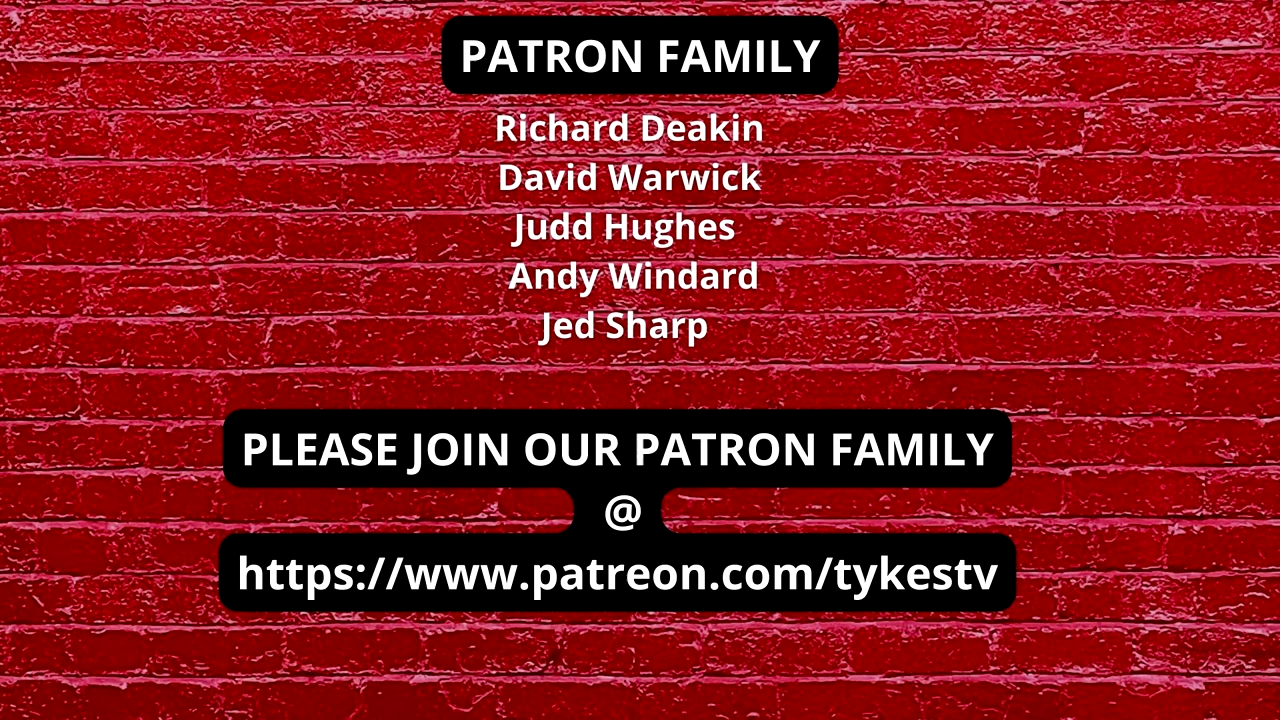 PATRON FAMILY
Richard Deakin
David Warwick
Judd Hughes
Andy Windard
Jed Sharp
PLEASE JOIN OUR PATRON FAMILY
@
https://www.patreon.com/tykestv